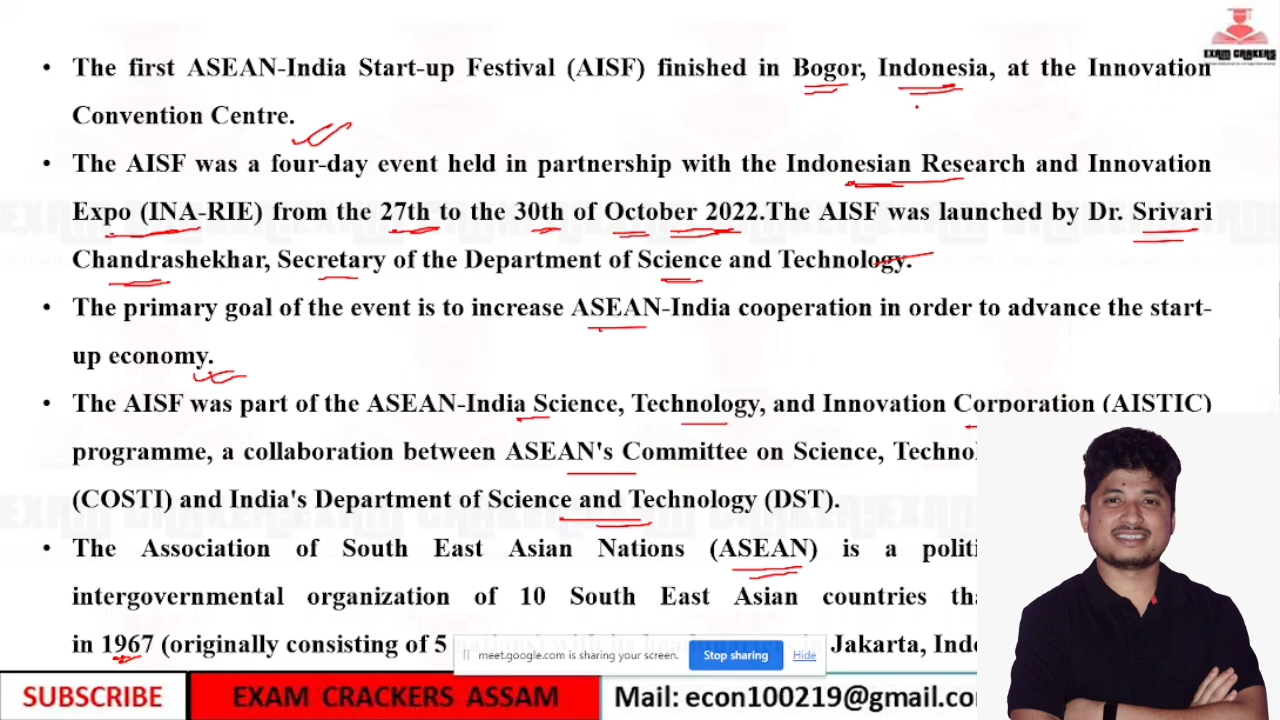 EXAM CRAKERS
• The first ASEAN-India Start-up Festival (AISF) finished in Bogor, Indonesia, at the Innovation
Convention Centre.
• The AISF was a four-day event held in partnership with the Indonesian Research and Innovation
Expo (INA-RIE) from the 27th to the 30th of October 2022.The AISF was launched by Dr. Srivari
Chandrashekhar, Secretary of the Department of Science and Technology.
• The primary goal of the event is to increase ASEAN-India cooperation in order to advance the start-
up economy.
• The AISF was part of the ASEAN-India Science, Technology, and Innovation Corporation (AISTIC)
programme, a collaboration between ASEAN's Committee on Science, Technol
(COSTI) and India's Department of Science and Technology (DST).
• The Association of South East Asian Nations (ASEAN) is a politi
intergovernmental organization of 10 South East Asian countries tha
in 1967 (originally consisting of 5 nations) with its headquarters in Jakarta, Indo
meet.google.com is sharing your screen. Stop sharing Hide
SUBSCRIBE EXAM CRACKERS ASSAM Mail: econ100219@gmail.co